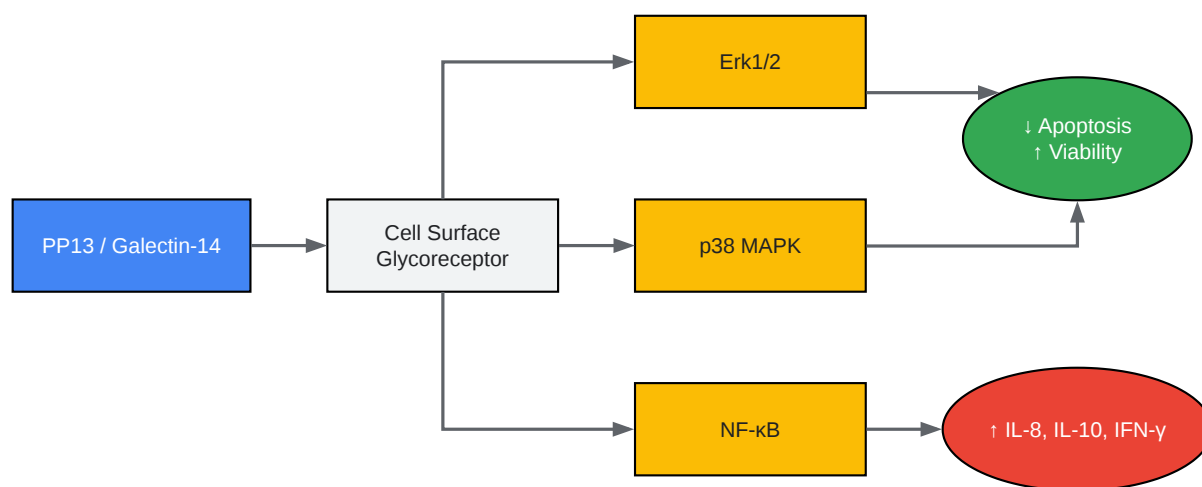 PP13 / Galectin-14
Cell Surface
Glycoreceptor
Erk1/2
p38 MAPK
NF-κB
↓ Apoptosis
↑ Viability
↑ IL-8, IL-10, IFN-γ